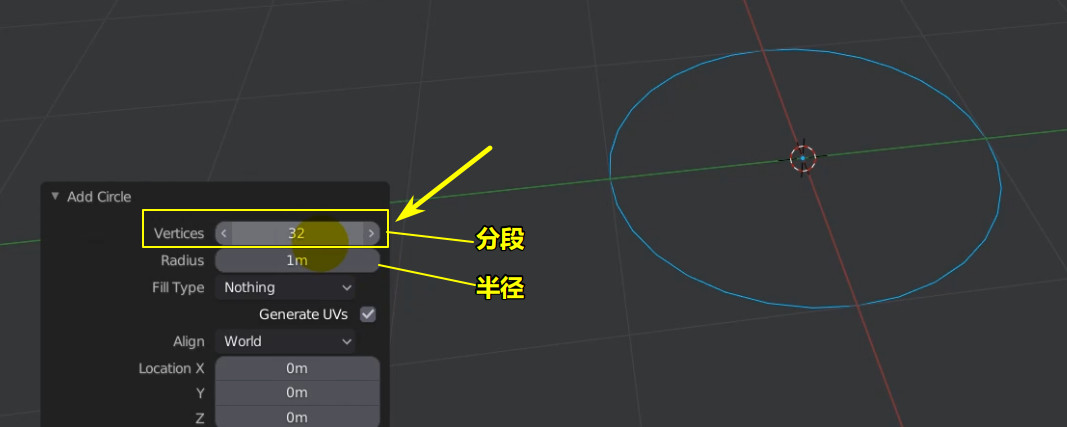 Add Circle
Vertices 32 分段
Radius 1m 半径
Fill Type Nothing
Generate UVs
Align World
Location X 0m
Y 0m
Z 0m